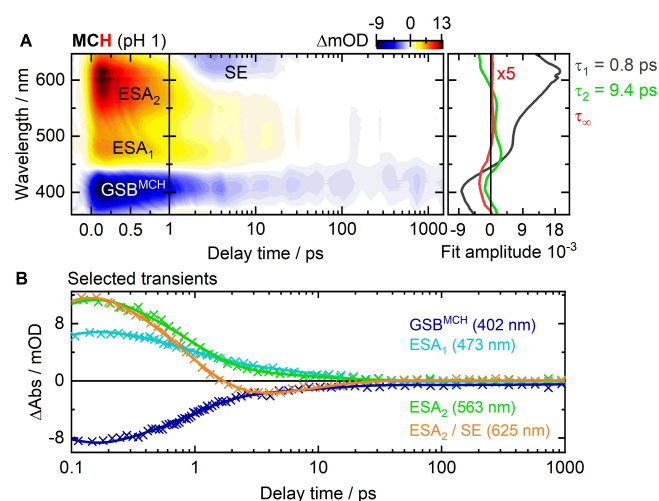 A MCH (pH 1) ΔmOD -9 0 13
Wavelength / nm
600
500
400
SE
ESA₂
ESA₁
GSBᴹᶜᴴ
0.0 0.5 1 10 100 1000
Delay time / ps
x5
τ₁ = 0.8 ps
τ₂ = 9.4 ps
τ∞
-9 0 9 18
Fit amplitude 10⁻³
B Selected transients
ΔAbs / mOD
8
0
-8
GSBᴹᶜᴴ (402 nm)
ESA₁ (473 nm)
ESA₂ (563 nm)
ESA₂ / SE (625 nm)
0.1 1 10 100 1000
Delay time / ps